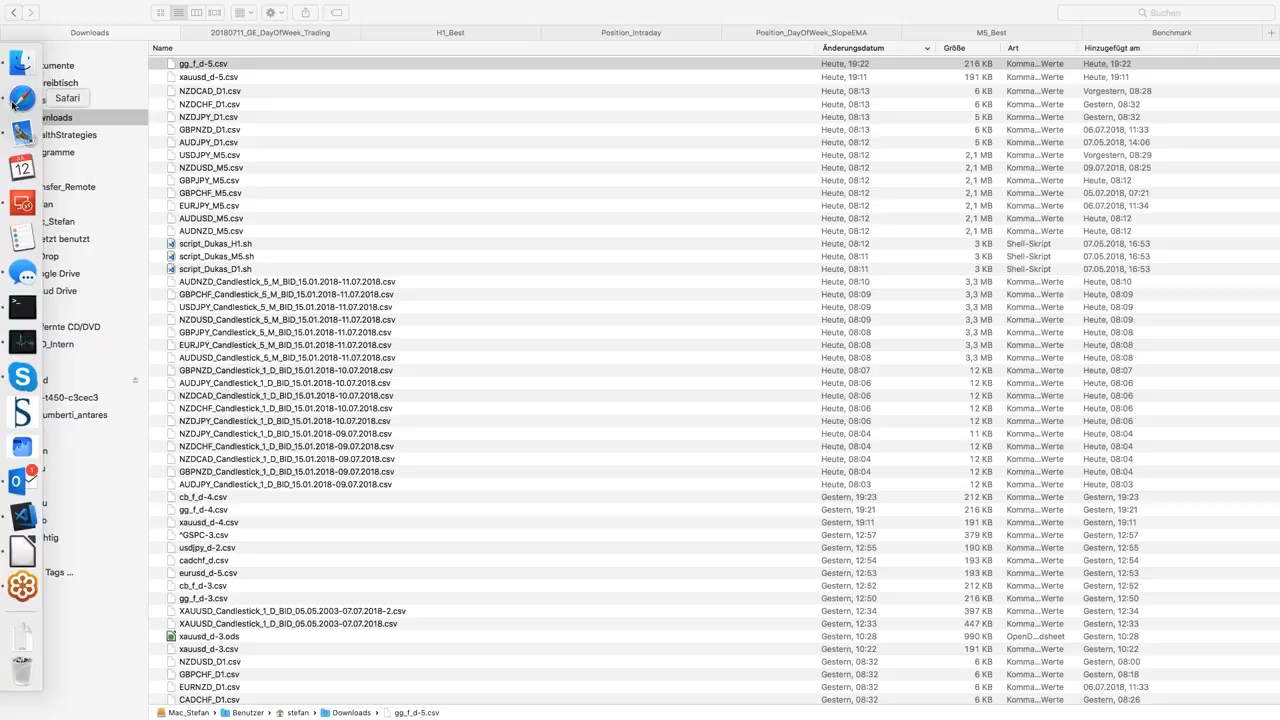 Suchen
Downloads 20180711_GE_DayOfWeek_Trading H1_Best Position_Intraday Position_DayOfWeek_SlopeEMA M5_Best Benchmark
Name Änderungsdatum Größe Art Hinzugefügt am
gg_f_d-5.csv Heute, 19:22 216 KB Komma...Werte Heute, 19:22
xauusd_d-5.csv Heute, 19:11 191 KB Komma...Werte Heute, 19:11
NZDCAD_D1.csv Heute, 08:13 6 KB Komma...Werte Vorgestern, 08:28
NZDCHF_D1.csv Heute, 08:13 6 KB Komma...Werte Gestern, 08:32
NZDJPY_D1.csv Heute, 08:13 5 KB Komma...Werte Gestern, 08:32
GBPNZD_D1.csv Heute, 08:13 6 KB Komma...Werte 06.07.2018, 11:33
AUDJPY_D1.csv Heute, 08:13 5 KB Komma...Werte 07.05.2018, 14:06
USDJPY_M5.csv Heute, 08:12 2,1 MB Komma...Werte Vorgestern, 08:29
NZDUSD_M5.csv Heute, 08:12 2,1 MB Komma...Werte 09.07.2018, 08:25
GBPJPY_M5.csv Heute, 08:12 2,1 MB Komma...Werte Heute, 08:12
GBPCHF_M5.csv Heute, 08:12 2,1 MB Komma...Werte 05.07.2018, 07:21
EURJPY_M5.csv Heute, 08:12 2,1 MB Komma...Werte 06.07.2018, 11:34
AUDUSD_M5.csv Heute, 08:12 2,1 MB Komma...Werte Heute, 08:12
AUDNZD_M5.csv Heute, 08:12 2,1 MB Komma...Werte Heute, 08:12
script_Dukas_H1.sh Heute, 08:12 3 KB Shell-Skript 07.05.2018, 16:53
script_Dukas_M5.sh Heute, 08:11 3 KB Shell-Skript 07.05.2018, 16:53
script_Dukas_D1.sh Heute, 08:11 3 KB Shell-Skript 07.05.2018, 16:53
AUDNZD_Candlestick_5_M_BID_15.01.2018-11.07.2018.csv Heute, 08:10 3,3 MB Komma...Werte Heute, 08:10
GBPCHF_Candlestick_5_M_BID_15.01.2018-11.07.2018.csv Heute, 08:09 3,3 MB Komma...Werte Heute, 08:09
USDJPY_Candlestick_5_M_BID_15.01.2018-11.07.2018.csv Heute, 08:09 3,3 MB Komma...Werte Heute, 08:09
NZDUSD_Candlestick_5_M_BID_15.01.2018-11.07.2018.csv Heute, 08:09 3,3 MB Komma...Werte Heute, 08:09
GBPJPY_Candlestick_5_M_BID_15.01.2018-11.07.2018.csv Heute, 08:08 3,3 MB Komma...Werte Heute, 08:08
EURJPY_Candlestick_5_M_BID_15.01.2018-11.07.2018.csv Heute, 08:08 3,3 MB Komma...Werte Heute, 08:08
AUDUSD_Candlestick_5_M_BID_15.01.2018-11.07.2018.csv Heute, 08:08 3,3 MB Komma...Werte Heute, 08:08
GBPNZD_Candlestick_1_D_BID_15.01.2018-10.07.2018.csv Heute, 08:07 12 KB Komma...Werte Heute, 08:07
AUDJPY_Candlestick_1_D_BID_15.01.2018-10.07.2018.csv Heute, 08:06 12 KB Komma...Werte Heute, 08:06
NZDCAD_Candlestick_1_D_BID_15.01.2018-10.07.2018.csv Heute, 08:06 12 KB Komma...Werte Heute, 08:06
NZDCHF_Candlestick_1_D_BID_15.01.2018-10.07.2018.csv Heute, 08:06 12 KB Komma...Werte Heute, 08:06
NZDJPY_Candlestick_1_D_BID_15.01.2018-10.07.2018.csv Heute, 08:06 12 KB Komma...Werte Heute, 08:06
NZDJPY_Candlestick_1_D_BID_15.01.2018-09.07.2018.csv Heute, 08:04 11 KB Komma...Werte Heute, 08:04
NZDCHF_Candlestick_1_D_BID_15.01.2018-09.07.2018.csv Heute, 08:04 12 KB Komma...Werte Heute, 08:04
NZDCAD_Candlestick_1_D_BID_15.01.2018-09.07.2018.csv Heute, 08:04 12 KB Komma...Werte Heute, 08:04
GBPNZD_Candlestick_1_D_BID_15.01.2018-09.07.2018.csv Heute, 08:04 12 KB Komma...Werte Heute, 08:04
AUDJPY_Candlestick_1_D_BID_15.01.2018-09.07.2018.csv Heute, 08:03 12 KB Komma...Werte Heute, 08:03
cb_f_d-4.csv Gestern, 19:23 212 KB Komma...Werte Gestern, 19:23
gg_f_d-4.csv Gestern, 19:21 216 KB Komma...Werte Gestern, 19:21
xauusd_d-4.csv Gestern, 19:11 191 KB Komma...Werte Gestern, 19:11
^GSPC-3.csv Gestern, 12:57 379 KB Komma...Werte Gestern, 12:57
usdjpy_d-2.csv Gestern, 12:55 190 KB Komma...Werte Gestern, 12:55
cadchf_d.csv Gestern, 12:54 193 KB Komma...Werte Gestern, 12:54
eurusd_d-5.csv Gestern, 12:53 193 KB Komma...Werte Gestern, 12:53
cb_f_d-3.csv Gestern, 12:52 212 KB Komma...Werte Gestern, 12:52
gg_f_d-3.csv Gestern, 12:50 216 KB Komma...Werte Gestern, 12:50
XAUUSD_Candlestick_1_D_BID_05.05.2003-07.07.2018-2.csv Gestern, 12:34 397 KB Komma...Werte Gestern, 12:34
XAUUSD_Candlestick_1_D_BID_05.05.2003-07.07.2018.csv Gestern, 12:33 447 KB Komma...Werte Gestern, 12:33
xauusd_d-3.ods Gestern, 10:28 990 KB OpenD...dsheet Gestern, 10:28
xauusd_d-3.csv Gestern, 10:22 191 KB Komma...Werte Gestern, 10:22
NZDUSD_D1.csv Gestern, 08:32 6 KB Komma...Werte Gestern, 08:00
GBPCHF_D1.csv Gestern, 08:32 6 KB Komma...Werte Gestern, 08:18
EURNZD_D1.csv Gestern, 08:32 6 KB Komma...Werte 06.07.2018, 11:33
CADCHF_D1.csv Gestern, 08:32 6 KB Komma...Werte Gestern, 08:26
kumente
reibtisch
Safari
wnloads
althStrategies
gramme
nsfer_Remote
fan
c_Stefan
etzt benutzt
Drop
ogle Drive
oud Drive
fernte CD/DVD
D_Intern
d
-t450-c3cec3
umberti_antares
n
u
u
o
htig
Tags ...
12
1
S
Mac_Stefan › Benutzer › stefan › Downloads › gg_f_d-5.csv